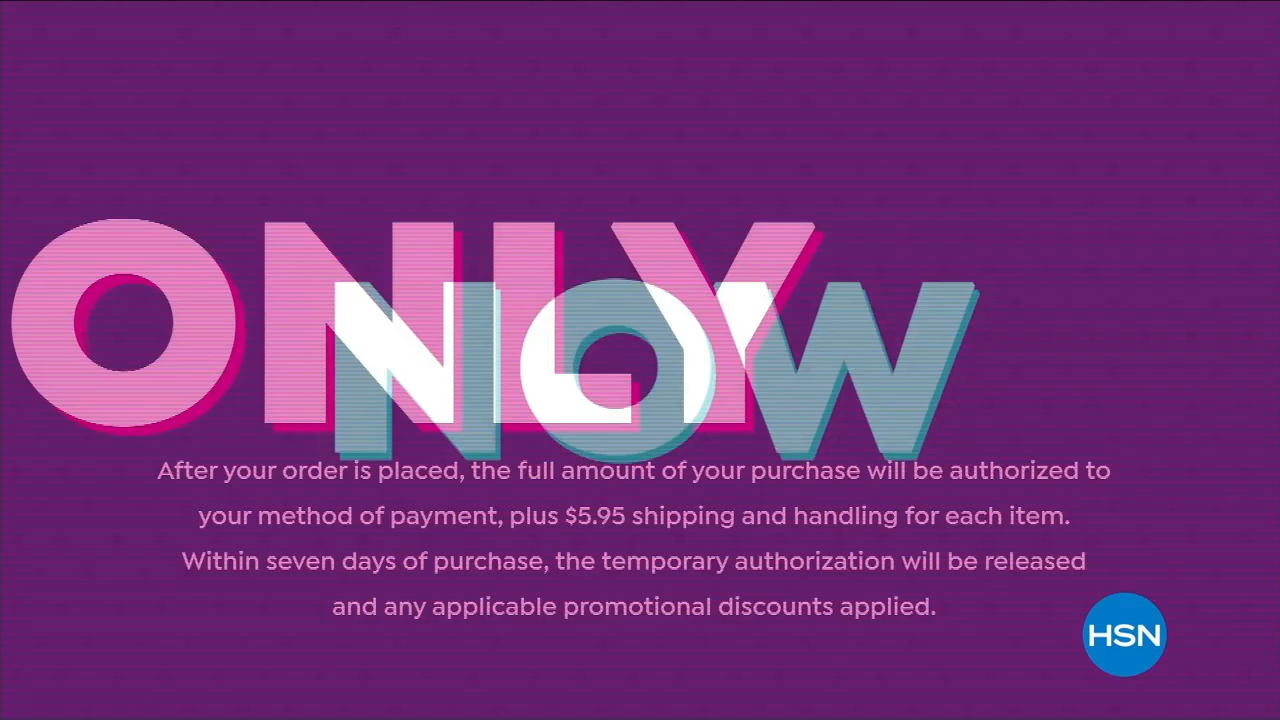 ONLY
NOW
After your order is placed, the full amount of your purchase will be authorized to
your method of payment, plus $5.95 shipping and handling for each item.
Within seven days of purchase, the temporary authorization will be released
and any applicable promotional discounts applied.
HSN